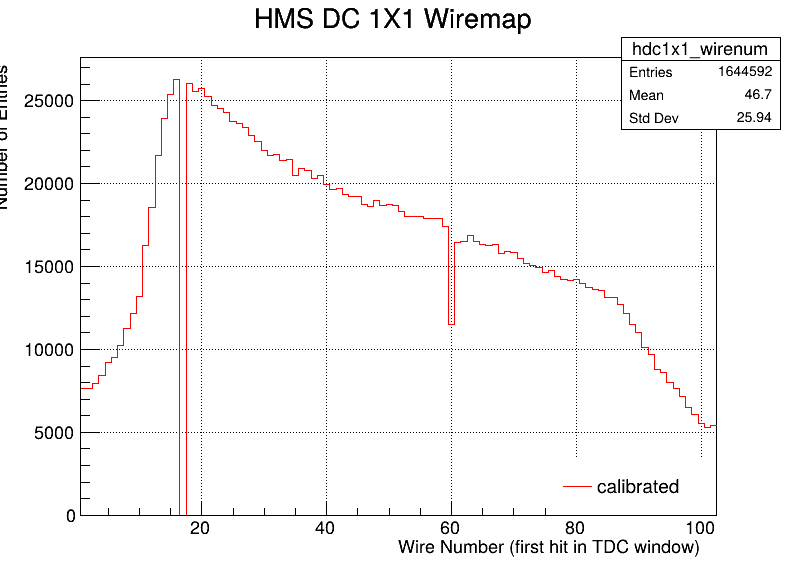 HMS DC 1X1 Wiremap
hdc1x1_wirenum
Entries 1644592
Mean 46.7
Std Dev 25.94
Number of Entries
25000
20000
15000
10000
5000
0
calibrated
20 40 60 80 100
Wire Number (first hit in TDC window)